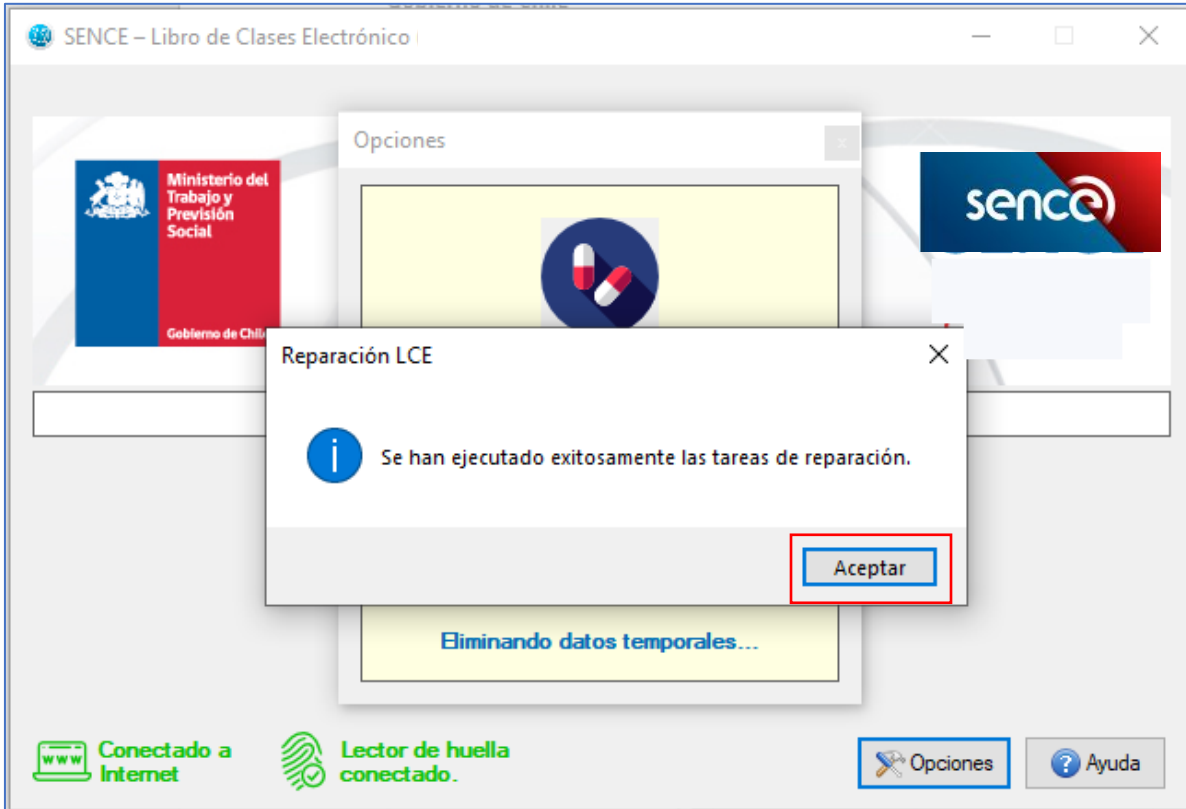 SENCE – Libro de Clases Electrónico
Opciones
x
Ministerio del
Trabajo y
Previsión
Social
Gobierno de Chile
sence
Reparación LCE
i
Se han ejecutado exitosamente las tareas de reparación.
Aceptar
Eliminando datos temporales...
www
Conectado a
Internet
Lector de huella
conectado.
Opciones
? Ayuda